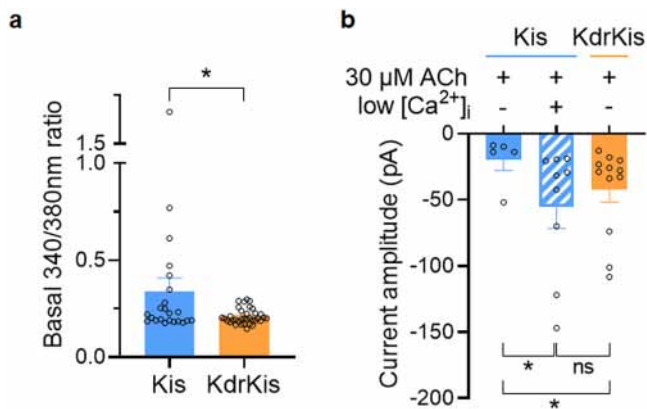 a
*
Basal 340/380nm ratio
1.5
1.0
0.5
0.0
Kis
KdrKis
b
Kis KdrKis
30 µM ACh + + +
low [Ca²⁺]i - + -
Current amplitude (pA)
0
-50
-100
-150
-200
* ns
*